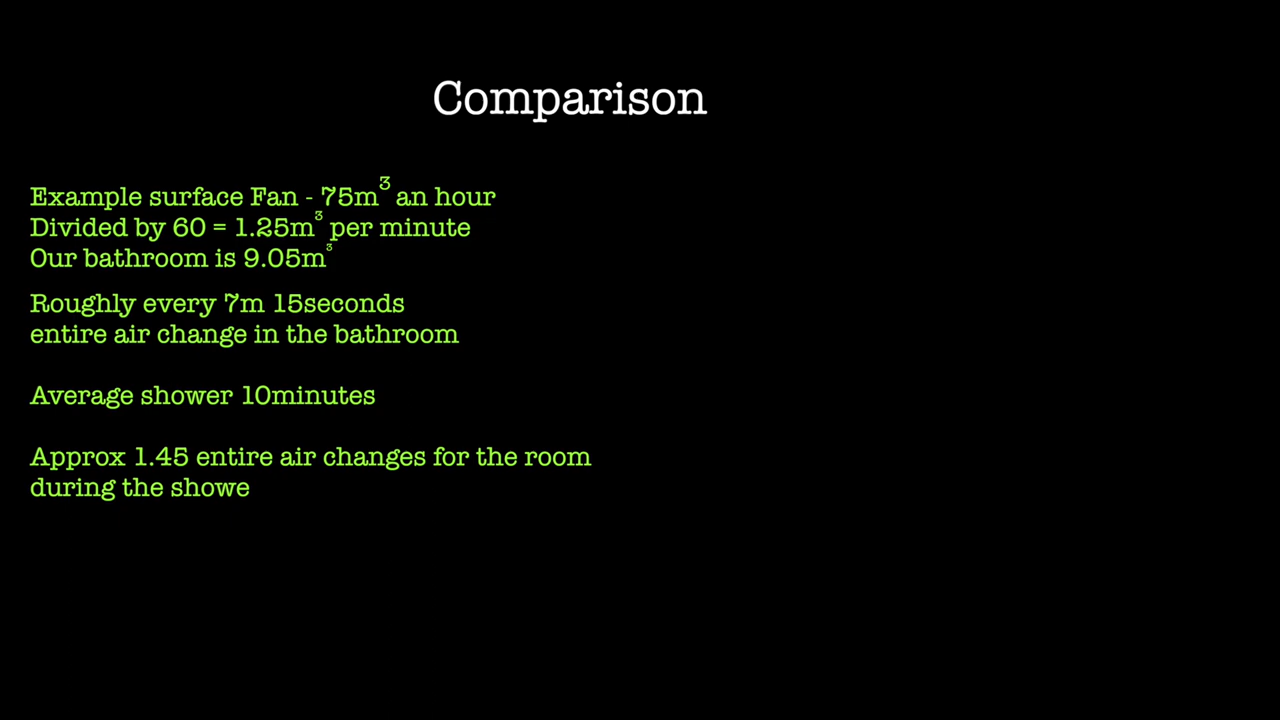 Comparison
Example surface Fan - 75m³ an hour
Divided by 60 = 1.25m³ per minute
Our bathroom is 9.05m³
Roughly every 7m 15seconds
entire air change in the bathroom
Average shower 10minutes
Approx 1.45 entire air changes for the room
during the showe